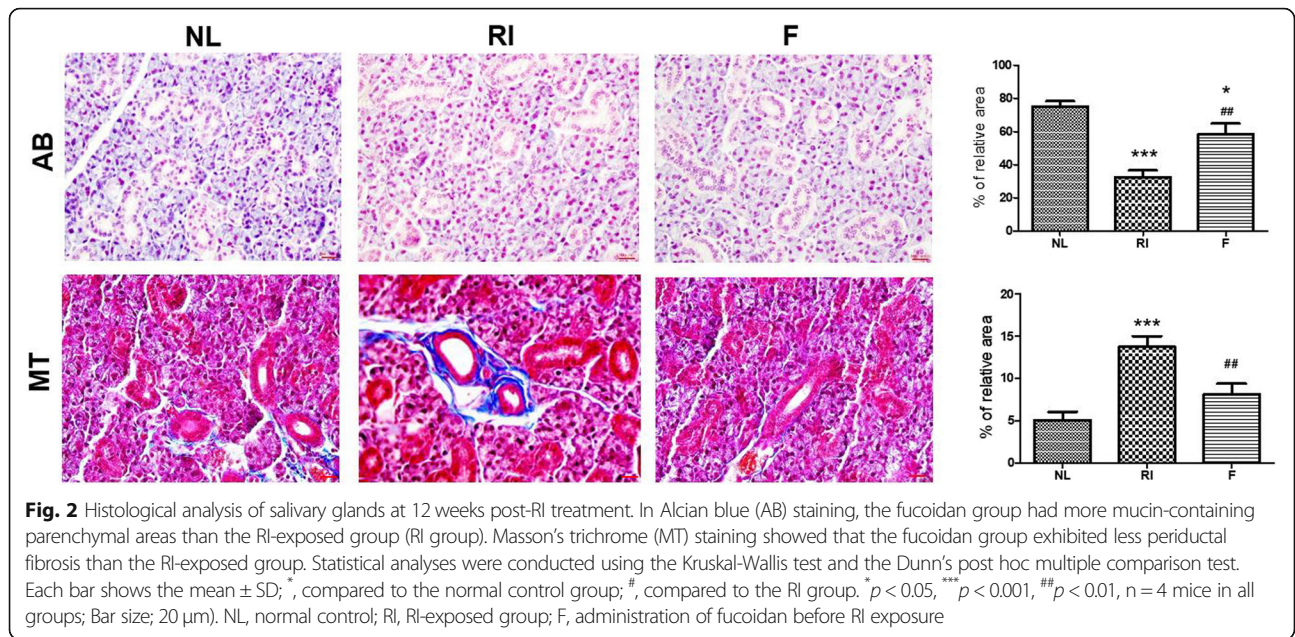 NL
RI
F
AB
MT
% of relative area
100
80
60
40
20
0
***
*
##
NL
RI
F
% of relative area
20
15
10
5
0
***
##
NL
RI
F
Fig. 2 Histological analysis of salivary glands at 12 weeks post-RI treatment. In Alcian blue (AB) staining, the fucoidan group had more mucin-containing
parenchymal areas than the RI-exposed group (RI group). Masson's trichrome (MT) staining showed that the fucoidan group exhibited less periductal
fibrosis than the RI-exposed group. Statistical analyses were conducted using the Kruskal-Wallis test and the Dunn's post hoc multiple comparison test.
Each bar shows the mean ± SD; *, compared to the normal control group; #, compared to the RI group. *p < 0.05, ***p < 0.001, ##p < 0.01, n = 4 mice in all
groups; Bar size; 20 μm). NL, normal control; RI, RI-exposed group; F, administration of fucoidan before RI exposure